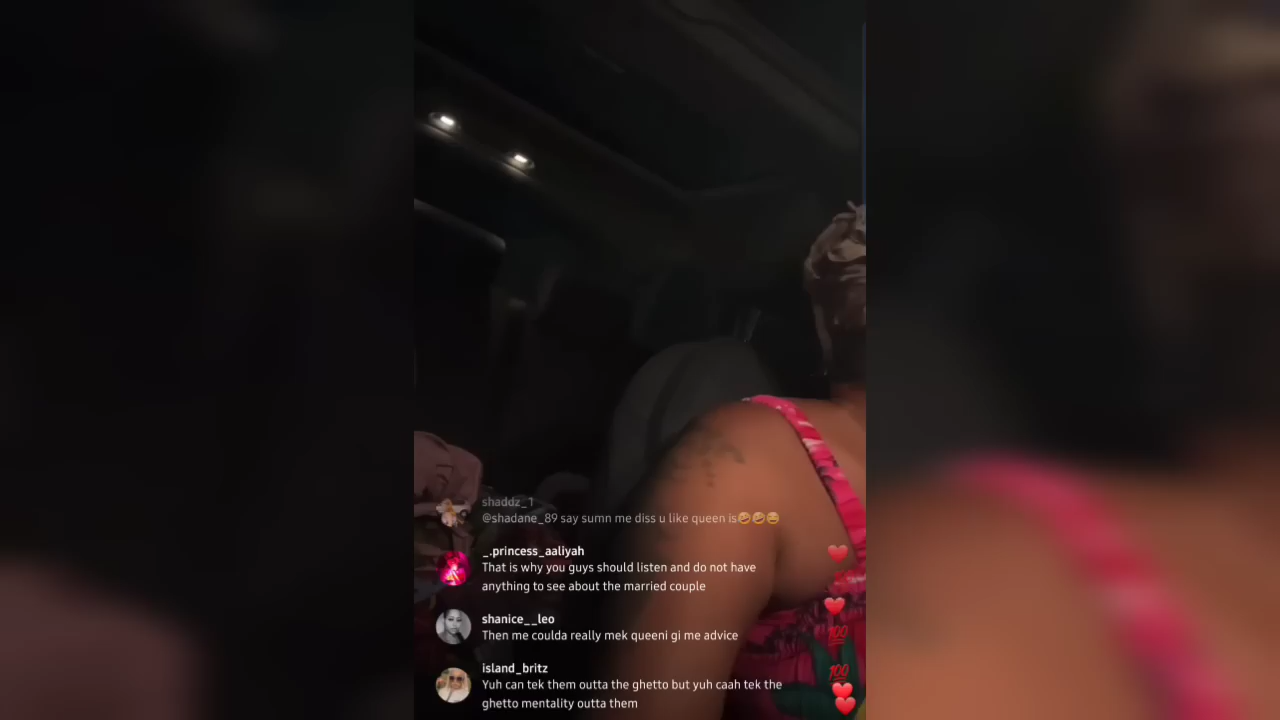 shaddz_1
@shadane_89 say sumn me diss u like queen is🤣🤣😂
_.princess_aaliyah
That is why you guys should listen and do not have
anything to see about the married couple
shanice__leo
Then me coulda really mek queeni gi me advice
💯
island_britz
💯
Yuh can tek them outta the ghetto but yuh caah tek the
ghetto mentality outta them